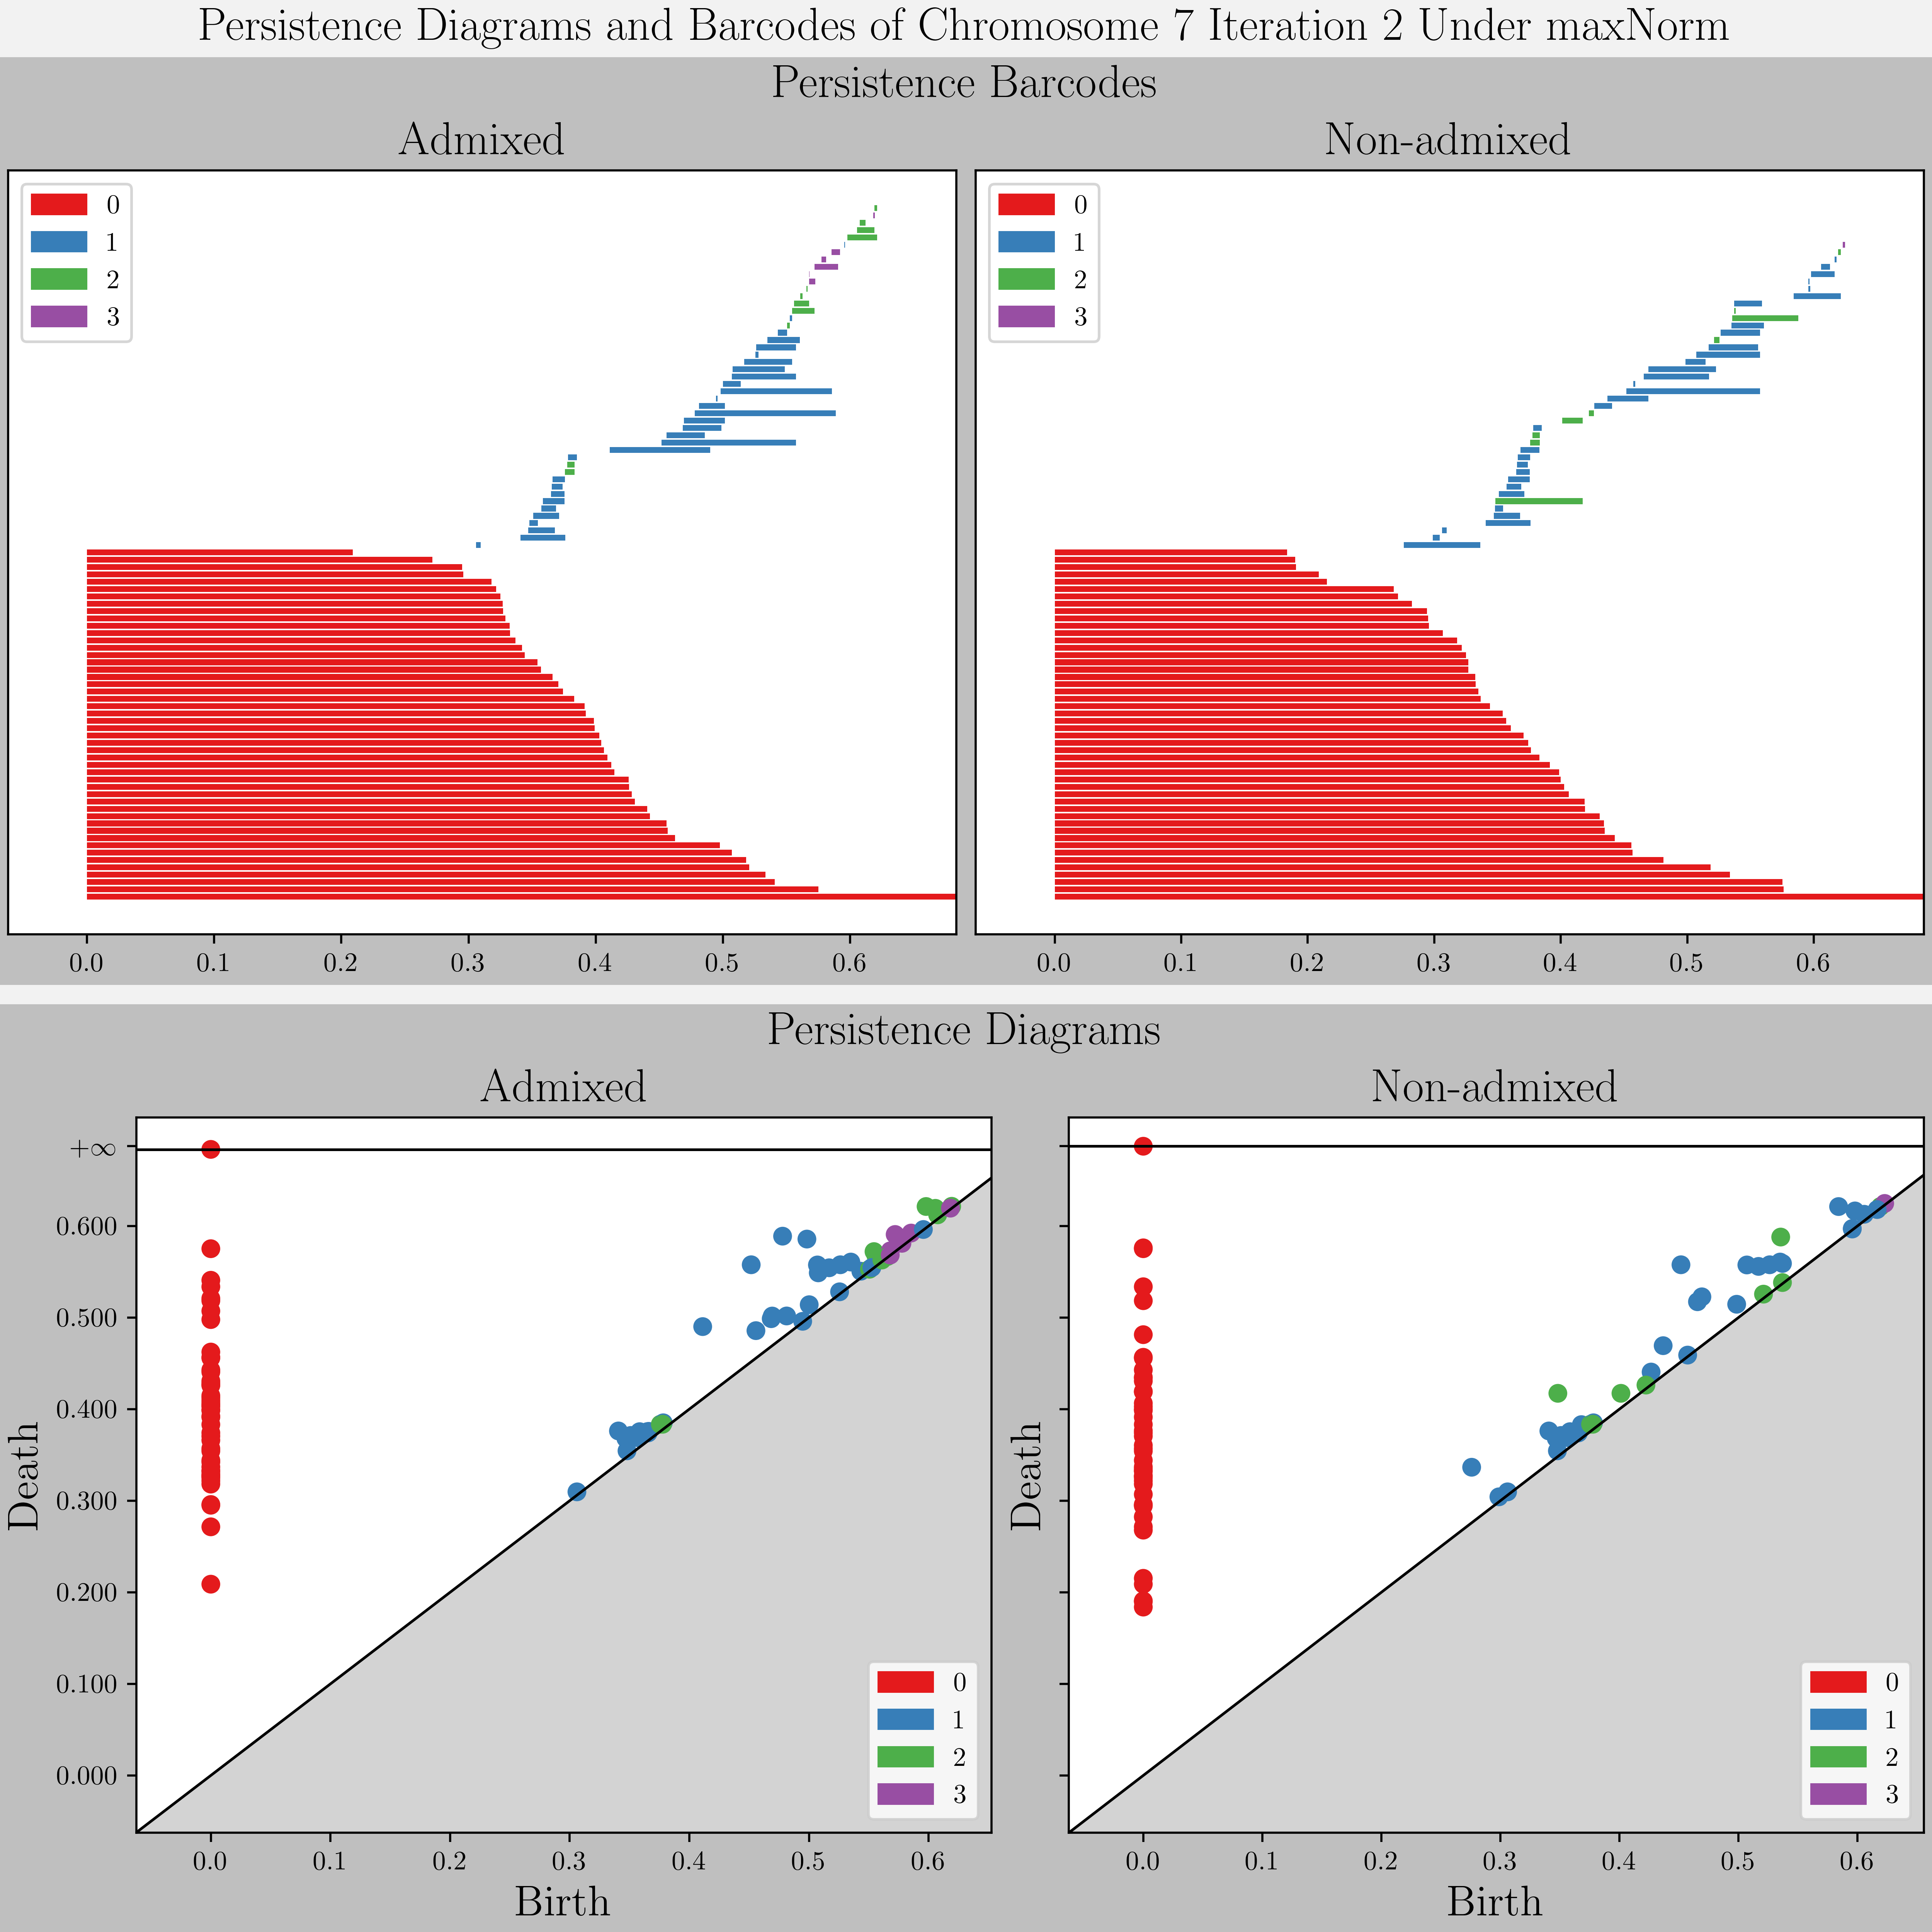 Persistence Diagrams and Barcodes of Chromosome 7 Iteration 2 Under maxNorm
Persistence Barcodes
Admixed
0
1
2
3
0.0 0.1 0.2 0.3 0.4 0.5 0.6
Non-admixed
0
1
2
3
0.0 0.1 0.2 0.3 0.4 0.5 0.6
Persistence Diagrams
Admixed
+∞
0.600
0.500
0.400
0.300
0.200
0.100
0.000
Death
0
1
2
3
0.0 0.1 0.2 0.3 0.4 0.5 0.6
Birth
Non-admixed
Death
0
1
2
3
0.0 0.1 0.2 0.3 0.4 0.5 0.6
Birth